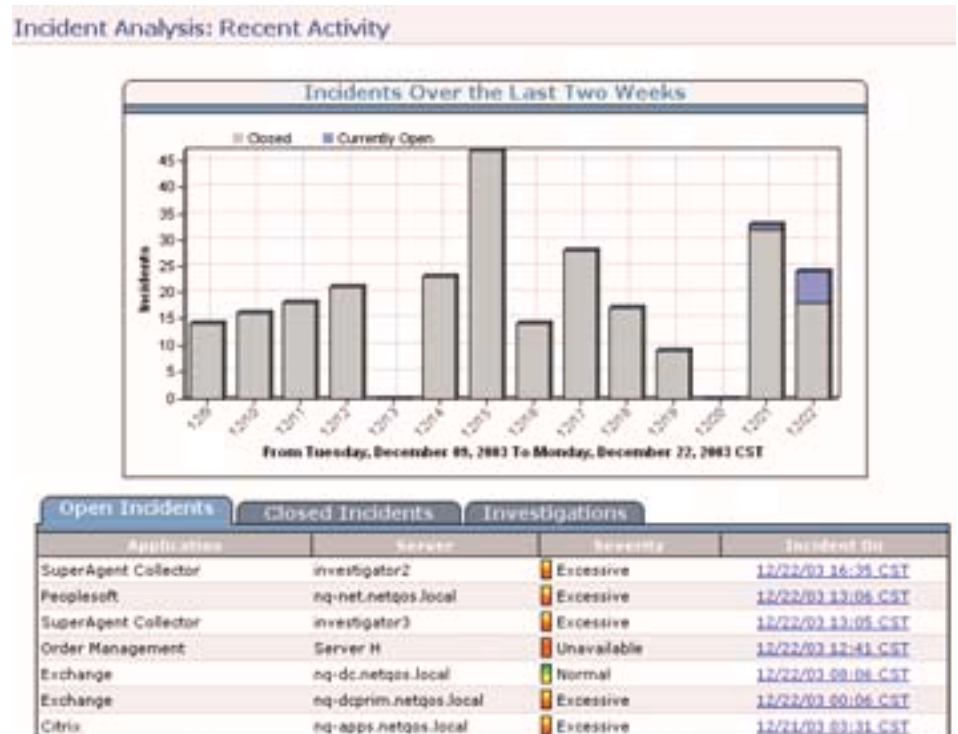 Incident Analysis: Recent Activity
Incidents Over the Last Two Weeks
Closed Currently Open
Incidents
45
40
35
30
25
20
15
10
5
0
12/9 12/10 12/11 12/12 12/13 12/14 12/15 12/16 12/17 12/18 12/19 12/20 12/21 12/22
From Tuesday, December 09, 2003 To Monday, December 22, 2003 CST
Open Incidents Closed Incidents Investigations
Application Server Severity Incident On
SuperAgent Collector investigator2 Excessive 12/22/03 16:35 CST
Peoplesoft nq-net.netqos.local Excessive 12/22/03 13:06 CST
SuperAgent Collector investigator3 Excessive 12/22/03 13:05 CST
Order Management Server H Unavailable 12/22/03 12:41 CST
Exchange nq-dc.netqos.local Normal 12/22/03 08:06 CST
Exchange nq-dcprim.netqos.local Excessive 12/22/03 00:06 CST
Citrix nq-apps.netqos.local Excessive 12/21/03 03:31 CST